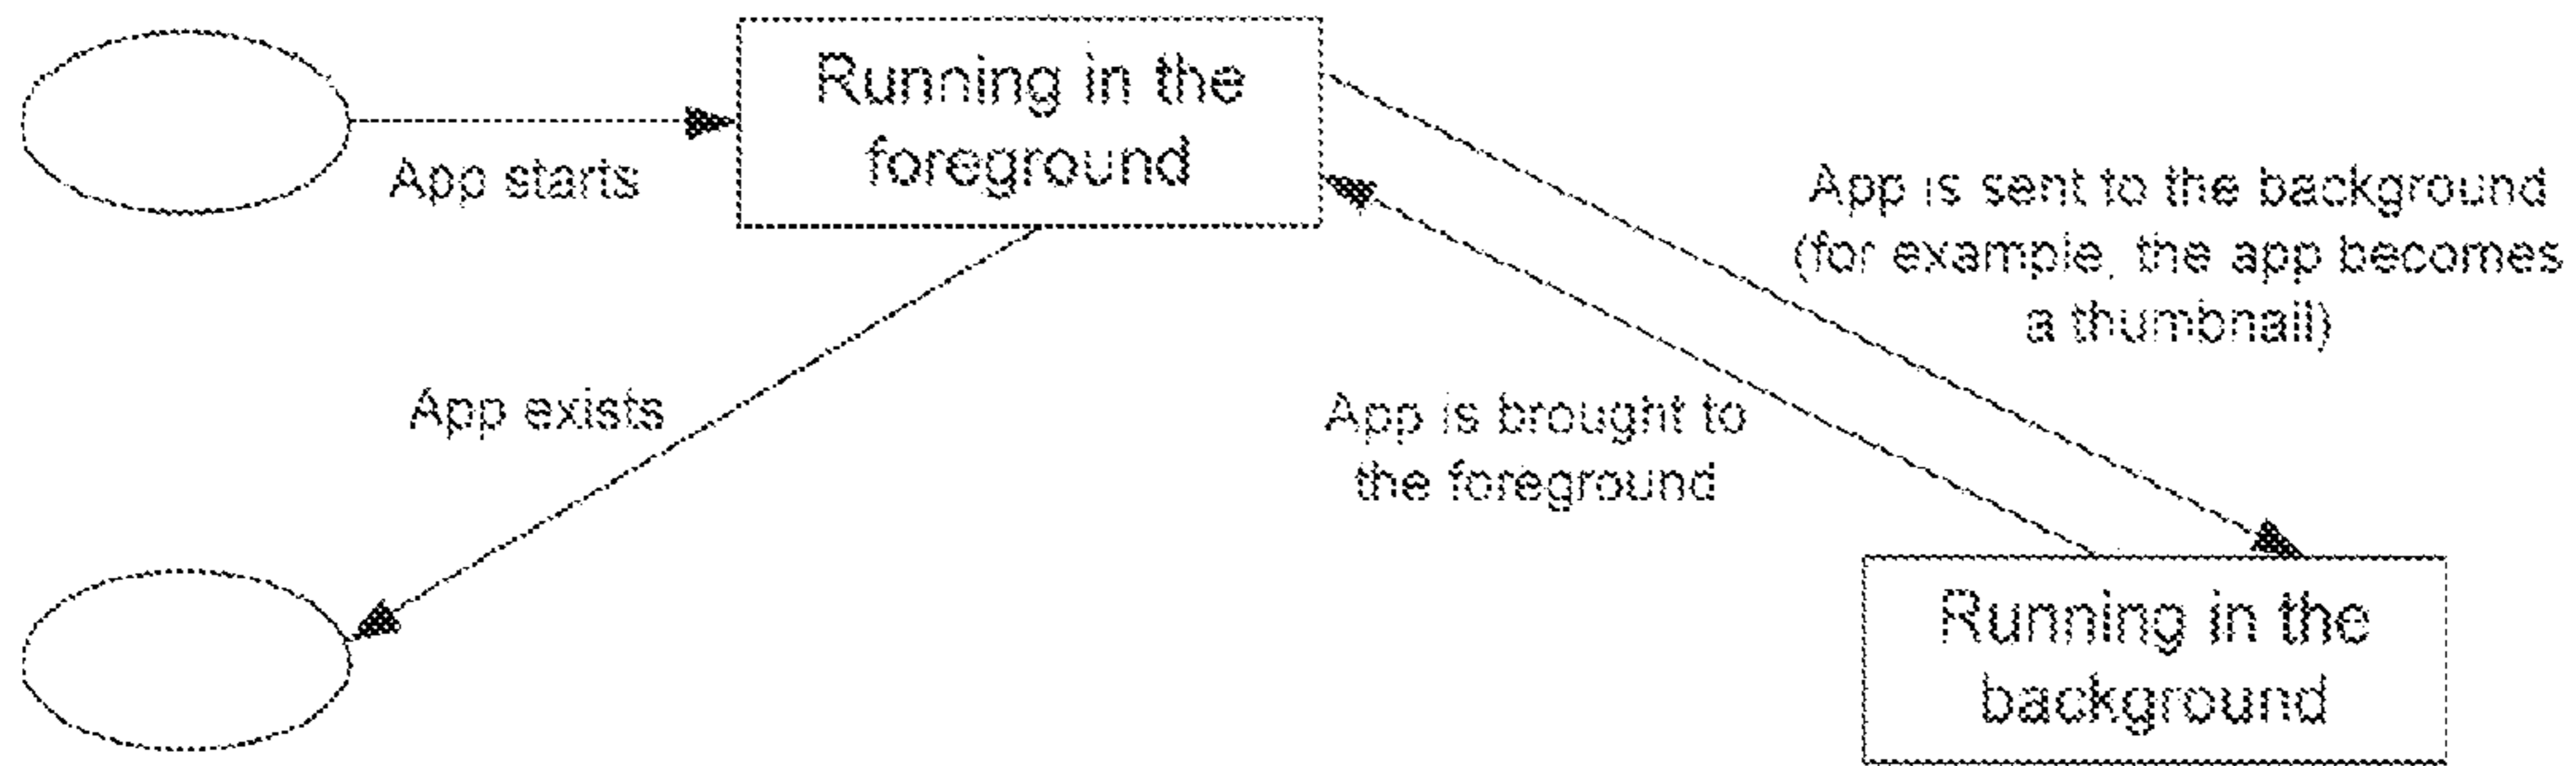 Running in the
foreground
App starts
App is sent to the background
(for example, the app becomes
a thumbnail)
App exists
App is brought to
the foreground
Running in the
background